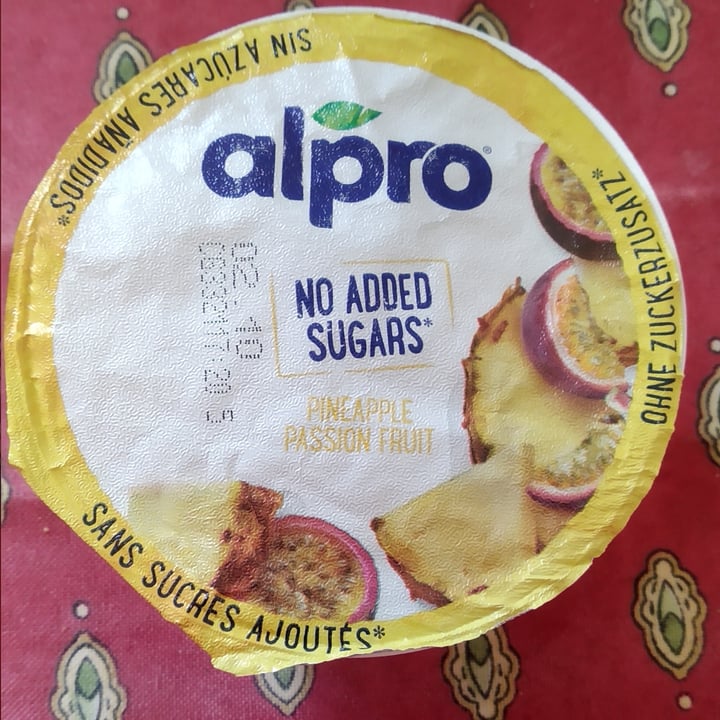 alpro®
NO ADDED
SUGARS*
PINEAPPLE
PASSION FRUIT
SIN AZÚCARES AÑADIDOS*
OHNE ZUCKERZUSATZ*
SANS SUCRES AJOUTÉS*